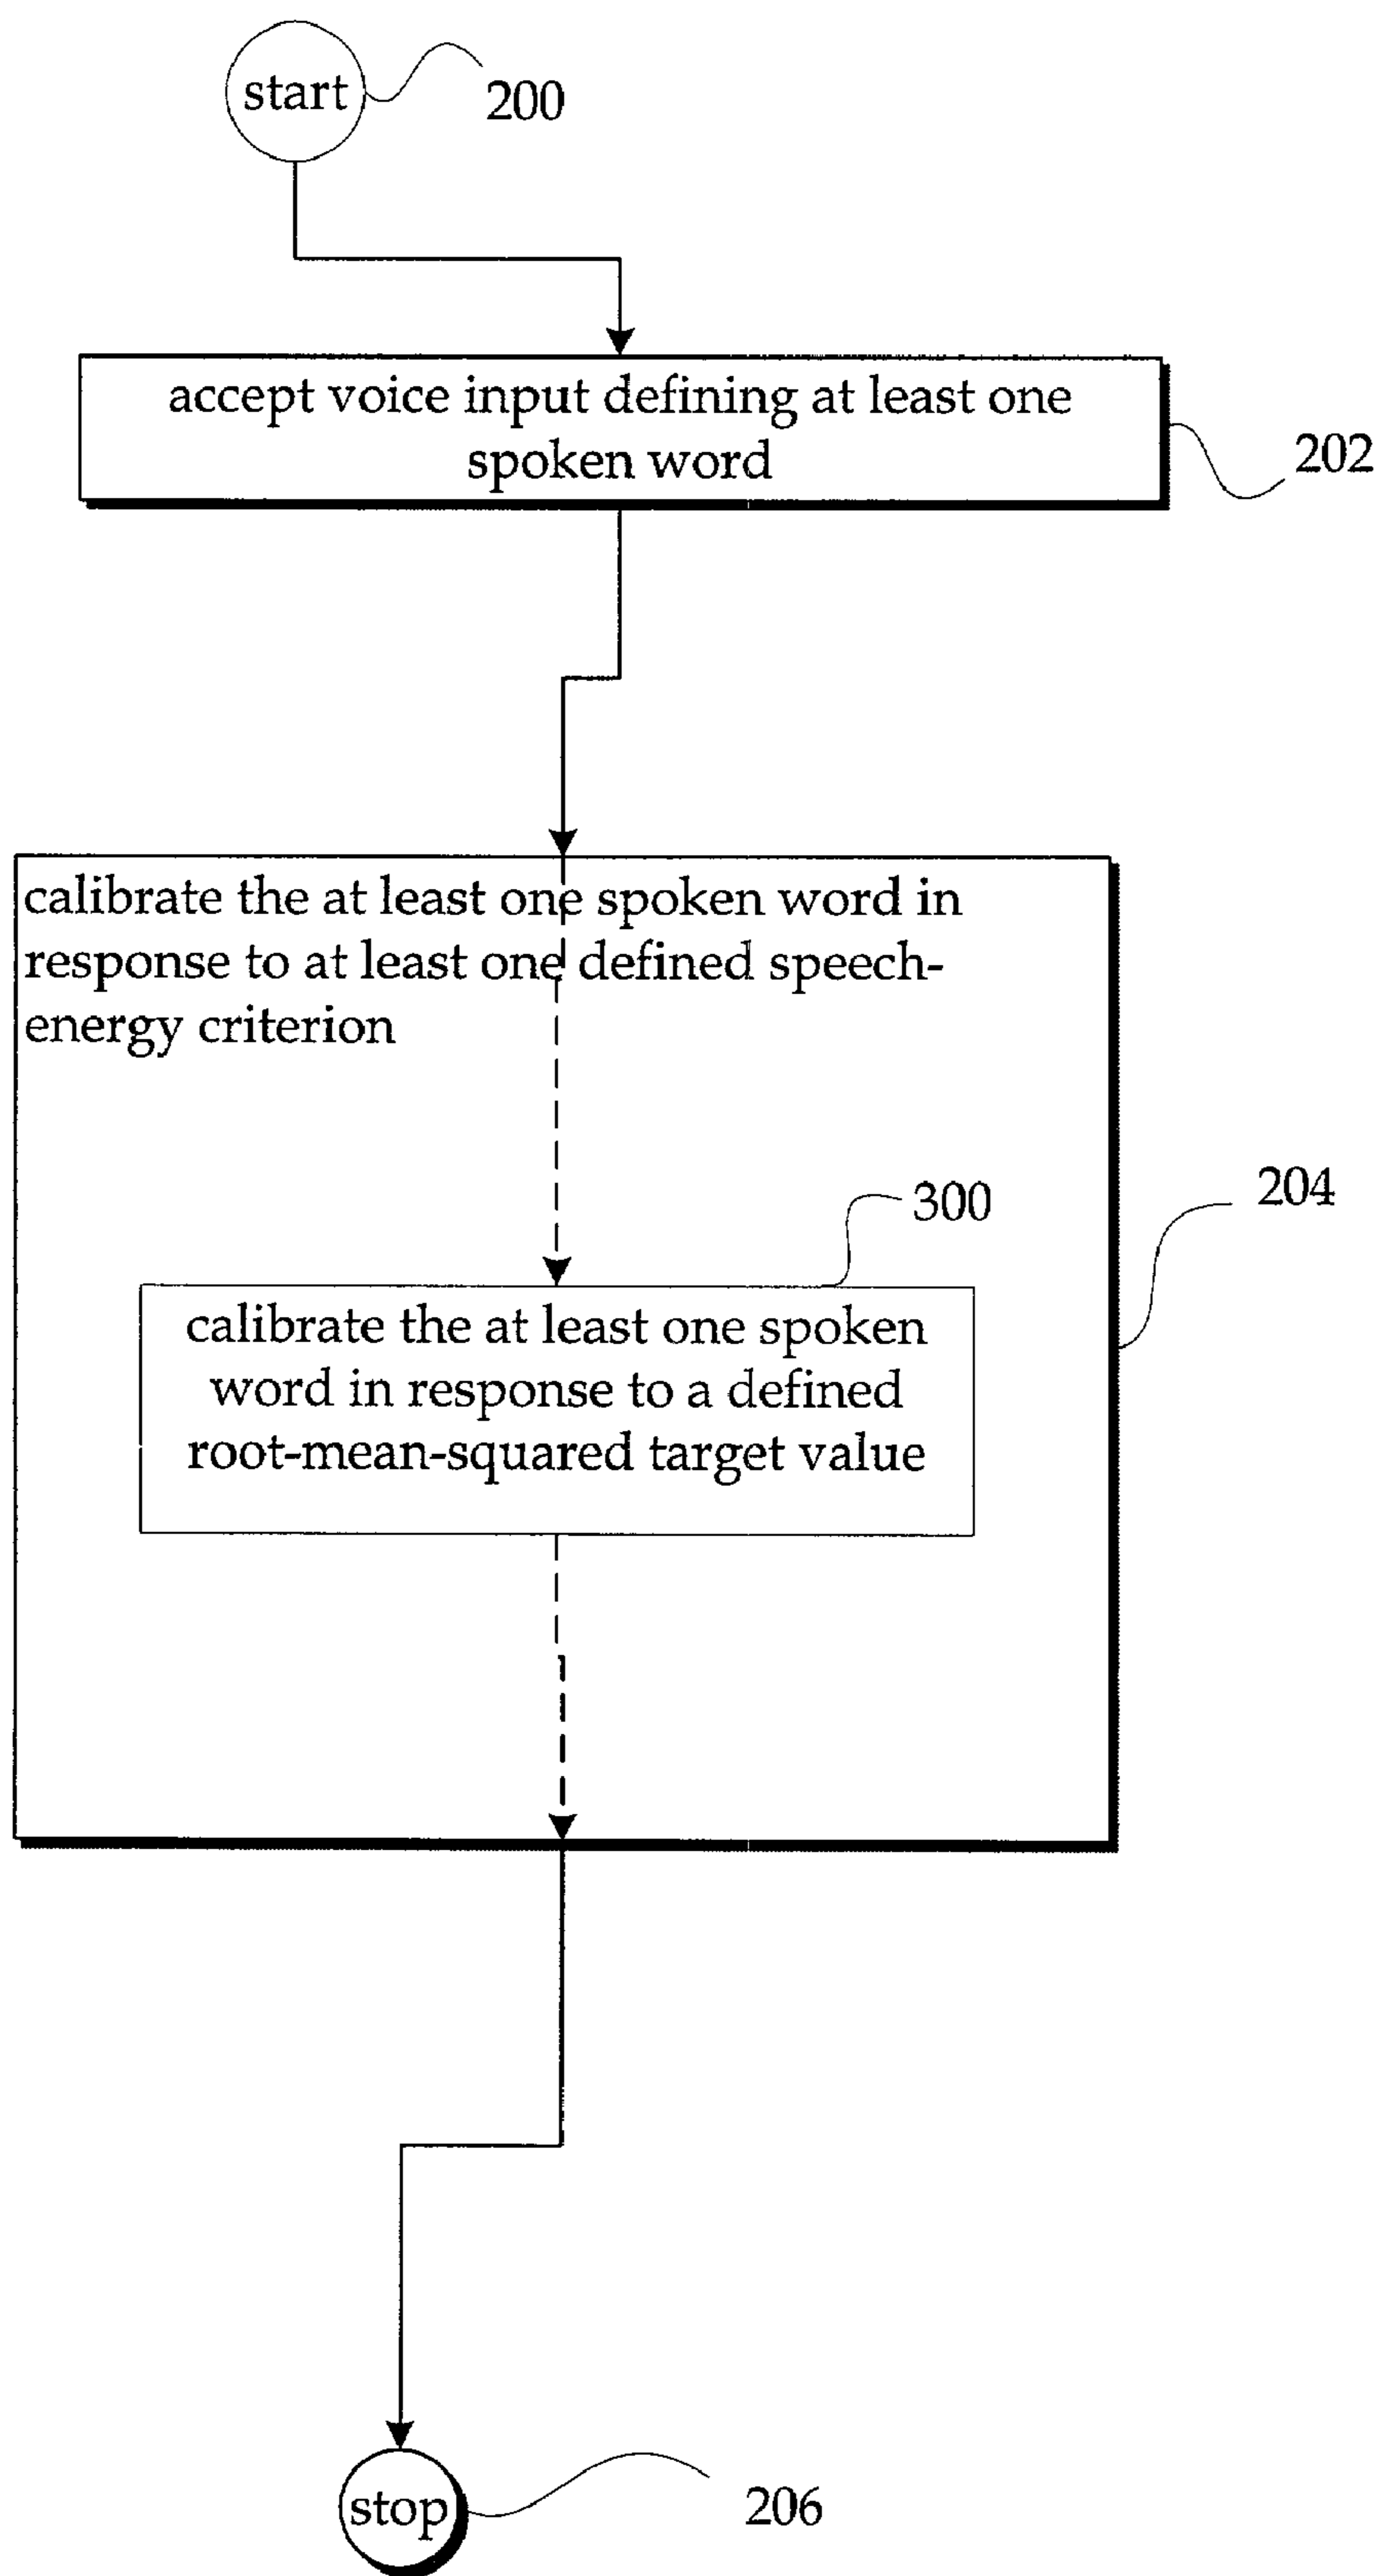 start
200
accept voice input defining at least one
spoken word
202
calibrate the at least one spoken word in
response to at least one defined speech-
energy criterion
204
300
calibrate the at least one spoken
word in response to a defined
root-mean-squared target value
stop
206